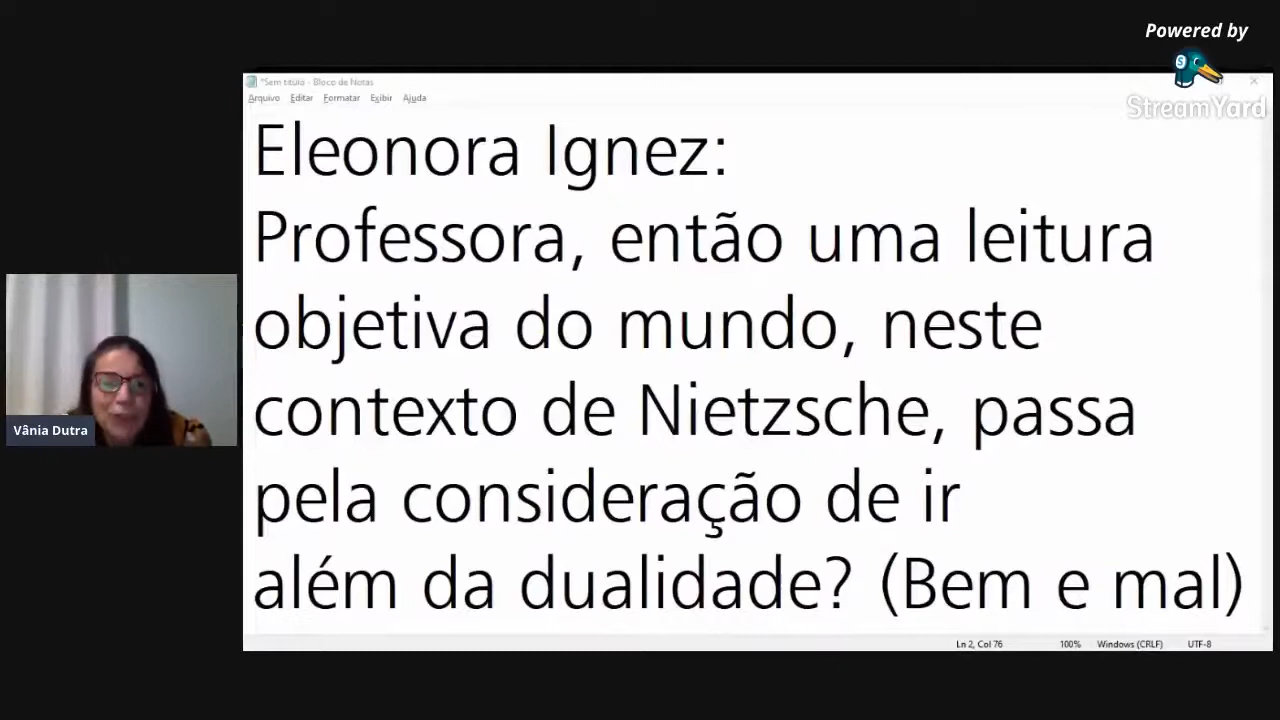 Powered by
StreamYard
*Sem título - Bloco de Notas
Arquivo Editar Formatar Exibir Ajuda
Eleonora Ignez:
Professora, então uma leitura
objetiva do mundo, neste
contexto de Nietzsche, passa
pela consideração de ir
além da dualidade? (Bem e mal)
Vânia Dutra
Ln 2, Col 76 100% Windows (CRLF) UTF-8